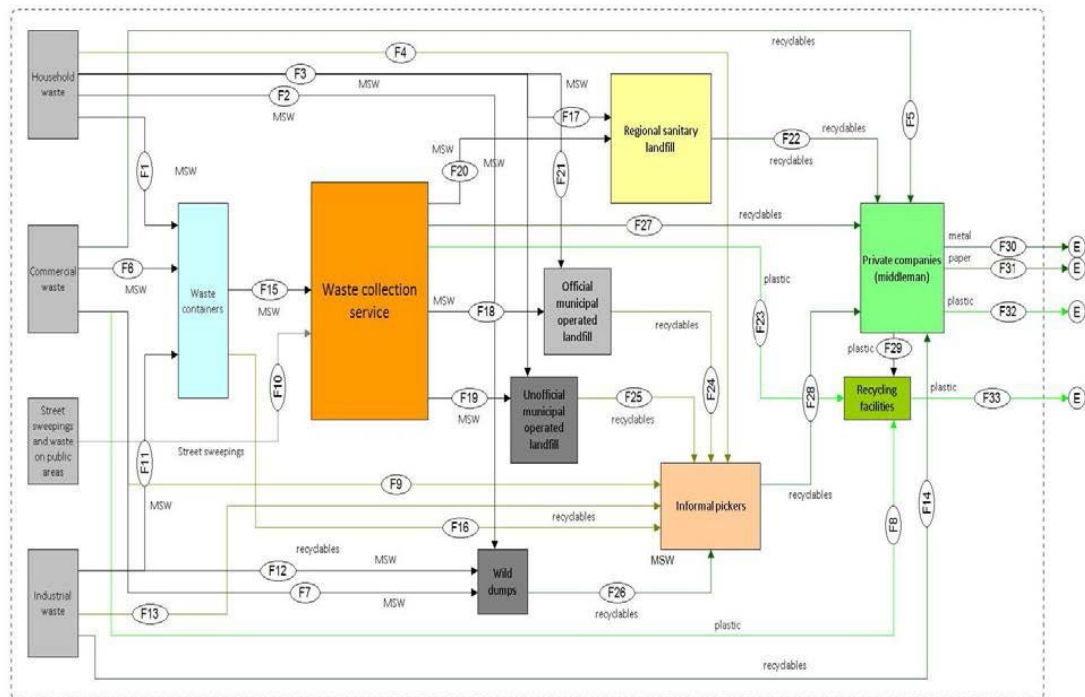 recyclables
F4
Household
waste
F3
MSW
MSW
F2
MSW
F17
MSW
Regional sanitary
landfill
F22
recyclables
recyclables
F5
F1
MSW
MSW
F20
MSW
F21
Commercial
waste
F6
MSW
Waste
containers
F15
MSW
Waste collection
service
F27
recyclables
Private companies
(middleman)
metal
F30
E
paper
F31
E
plastic
F32
E
plastic
F23
MSW
F18
Official
municipal
operated
landfill
recyclables
F24
F28
plastic
F29
Recycling
facilities
plastic
F33
E
Street
sweepings
and waste
on public
areas
F10
Street sweepings
F19
MSW
Unofficial
municipal
operated
landfill
F25
recyclables
F11
MSW
F9
recyclables
F16
Informal pickers
MSW
recyclables
F8
F14
Industrial
waste
recyclables
F12
MSW
F7
MSW
F13
Wild
dumps
F26
recyclables
plastic
recyclables